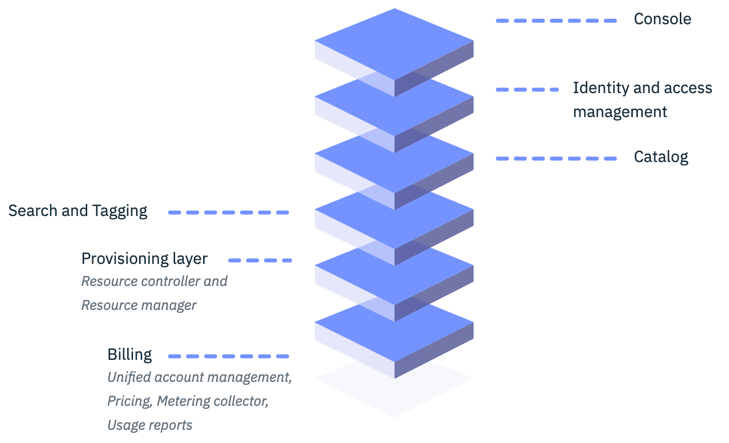 Console
Identity and access
management
Catalog
Search and Tagging
Provisioning layer
Resource controller and
Resource manager
Billing
Unified account management,
Pricing, Metering collector,
Usage reports